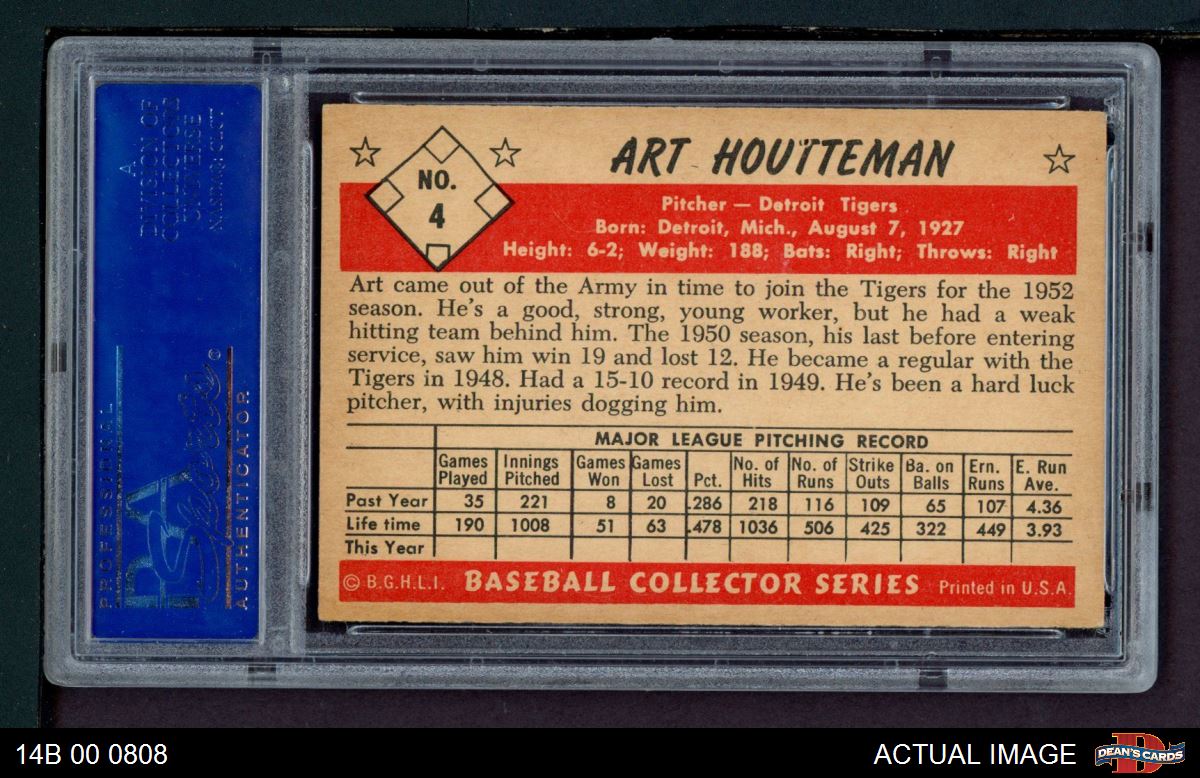 A
DIVISION OF
COLLECTORS
UNIVERSE
NASDAQ: CLCT
PROFESSIONAL
PSA
Sports
AUTHENTICATOR
ART HOUTTEMAN
NO.
4
Pitcher — Detroit Tigers
Born: Detroit, Mich., August 7, 1927
Height: 6-2; Weight: 188; Bats: Right; Throws: Right
Art came out of the Army in time to join the Tigers for the 1952
season. He's a good, strong, young worker, but he had a weak
hitting team behind him. The 1950 season, his last before entering
service, saw him win 19 and lost 12. He became a regular with the
Tigers in 1948. Had a 15-10 record in 1949. He's been a hard luck
pitcher, with injuries dogging him.
MAJOR LEAGUE PITCHING RECORD
Games Played Innings Pitched Games Won Games Lost Pct. No. of Hits No. of Runs Strike Outs Ba. on Balls Ern. Runs E. Run Ave.
Past Year 35 221 8 20 .286 218 116 109 65 107 4.36
Life time 190 1008 51 63 .478 1036 506 425 322 449 3.93
This Year
© B.G.H.L.I. BASEBALL COLLECTOR SERIES Printed in U.S.A.
14B 00 0808
ACTUAL IMAGE
DEAN'S CARDS